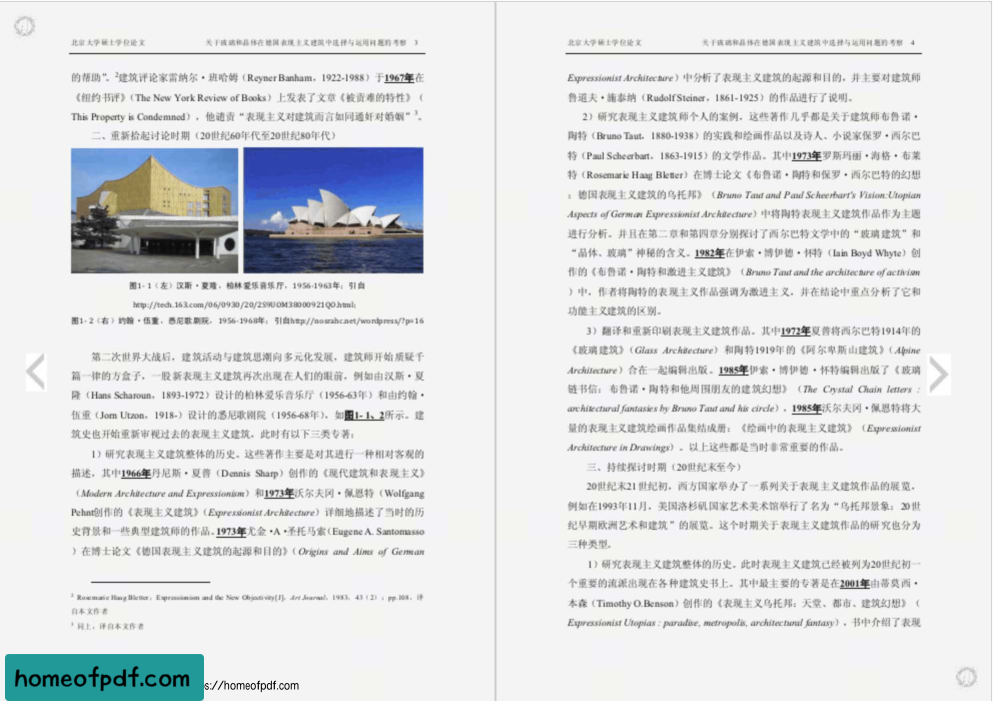 北京大学硕士学位论文 关于玻璃和晶体在德国表现主义建筑中选择与运用问题的考察 3
的帮助”。²建筑评论家雷纳尔·班哈姆（Reyner Banham，1922-1988）于1967年在
《纽约书评》（The New York Review of Books）上发表了文章《被责难的特性》（
This Property is Condemned），他谴责“表现主义对建筑而言如同通奸对婚姻”³。
二、重新拾起讨论时期（20世纪60年代至20世纪80年代）
图1-1（左）汉斯·夏隆，柏林爱乐音乐厅，1956-1963年；引自
http://tech.163.com/06/0930/20/2S9U0M38000921QO.html;
图1-2（右）约翰·伍重，悉尼歌剧院，1956-1968年；引自http://nosrahc.net/wordpress/?p=16
第二次世界大战后，建筑活动与建筑思潮向多元化发展，建筑师开始质疑千
篇一律的方盒子，一股新表现主义建筑再次出现在人们的眼前，例如由汉斯·夏
隆（Hans Scharoun，1893-1972）设计的柏林爱乐音乐厅（1956-63年）和由约翰·
伍重（Jorn Utzon，1918-）设计的悉尼歌剧院（1956-68年），如图1-1、2所示。建
筑史也开始重新审视过去的表现主义建筑，此时有以下三类专著：
1）研究表现主义建筑整体的历史。这些著作主要是对其进行一种相对客观的
描述，其中1966年丹尼斯·夏普（Dennis Sharp）创作的《现代建筑和表现主义》
（Modern Architecture and Expressionism）和1973年沃尔夫冈·佩恩特（Wolfgang
Pehnt创作的《表现主义建筑》（Expressionist Architecture）详细地描述了当时的历
史背景和一些典型建筑师的作品。1973年尤金·A·圣托马索（Eugene A. Santomasso
）在博士论文《德国表现主义建筑的起源和目的》（Origins and Aims of German
² Rosemarie Haag Bletter，Expressionism and the New Objectivity[J]. Art Journal，1983，43（2）；pp.108，译
自本文作者
³ 同上，译自本文作者
homeofpdf.com
s://homeofpdf.com
北京大学硕士学位论文 关于玻璃和晶体在德国表现主义建筑中选择与运用问题的考察 4
Expressionist Architecture）中分析了表现主义建筑的起源和目的，并主要对建筑师
鲁道夫·施泰纳（Rudolf Steiner，1861-1925）的作品进行了说明。
2）研究表现主义建筑师个人的案例，这些著作几乎都是关于建筑师布鲁诺·
陶特（Bruno Taut，1880-1938）的实践和绘画作品以及诗人、小说家保罗·西尔巴
特（Paul Scheerbart，1863-1915）的文学作品。其中1973年罗斯玛丽·海格·布莱
特（Rosemarie Haag Bletter）在博士论文《布鲁诺·陶特和保罗·西尔巴特的幻想
：德国表现主义建筑的乌托邦》（Bruno Taut and Paul Scheerbart's Vision:Utopian
Aspects of German Expressionist Architecture）中将陶特表现主义建筑作品作为主题
进行分析。并且在第二章和第四章分别探讨了西尔巴特文学中的“玻璃建筑”和
“晶体、玻璃”神秘的含义。1982年在伊索·博伊德·怀特（Iain Boyd Whyte）创
作的《布鲁诺·陶特和激进主义建筑》（Bruno Taut and the architecture of activism
）中，作者将陶特的表现主义作品强调为激进主义，并在结论中重点分析了它和
功能主义建筑的区别。
3）翻译和重新印刷表现主义建筑作品。其中1972年夏普将西尔巴特1914年的
《玻璃建筑》（Glass Architecture）和陶特1919年的《阿尔卑斯山建筑》（Alpine
Architecture）合在一起编辑出版。1985年伊索·博伊德·怀特编辑出版了《玻璃
链书信：布鲁诺·陶特和他周围朋友的建筑幻想》（The Crystal Chain letters :
architectural fantasies by Bruno Taut and his circle），1985年沃尔夫冈·佩恩特将大
量的表现主义建筑绘画作品集结成册：《绘画中的表现主义建筑》（Expressionist
Architecture in Drawings）。以上这些都是当时非常重要的作品。
三、持续探讨时期（20世纪末至今）
20世纪末21世纪初，西方国家举办了一系列关于表现主义建筑作品的展览，
例如在1993年11月，美国洛杉矶国家艺术美术馆举行了名为“乌托邦景象：20世
纪早期欧洲艺术和建筑”的展览。这个时期关于表现主义作品的研究也分为
三种类型。
1）研究表现主义建筑整体的历史。此时表现主义建筑已经被列为20世纪初一
个重要的流派出现在各种建筑史书上。其中最主要的专著是在2001年由蒂莫西·
本森（Timothy O.Benson）创作的《表现主义乌托邦：天堂、都市、建筑幻想》（
Expressionist Utopias : paradise, metropolis, architectural fantasy），书中介绍了表现